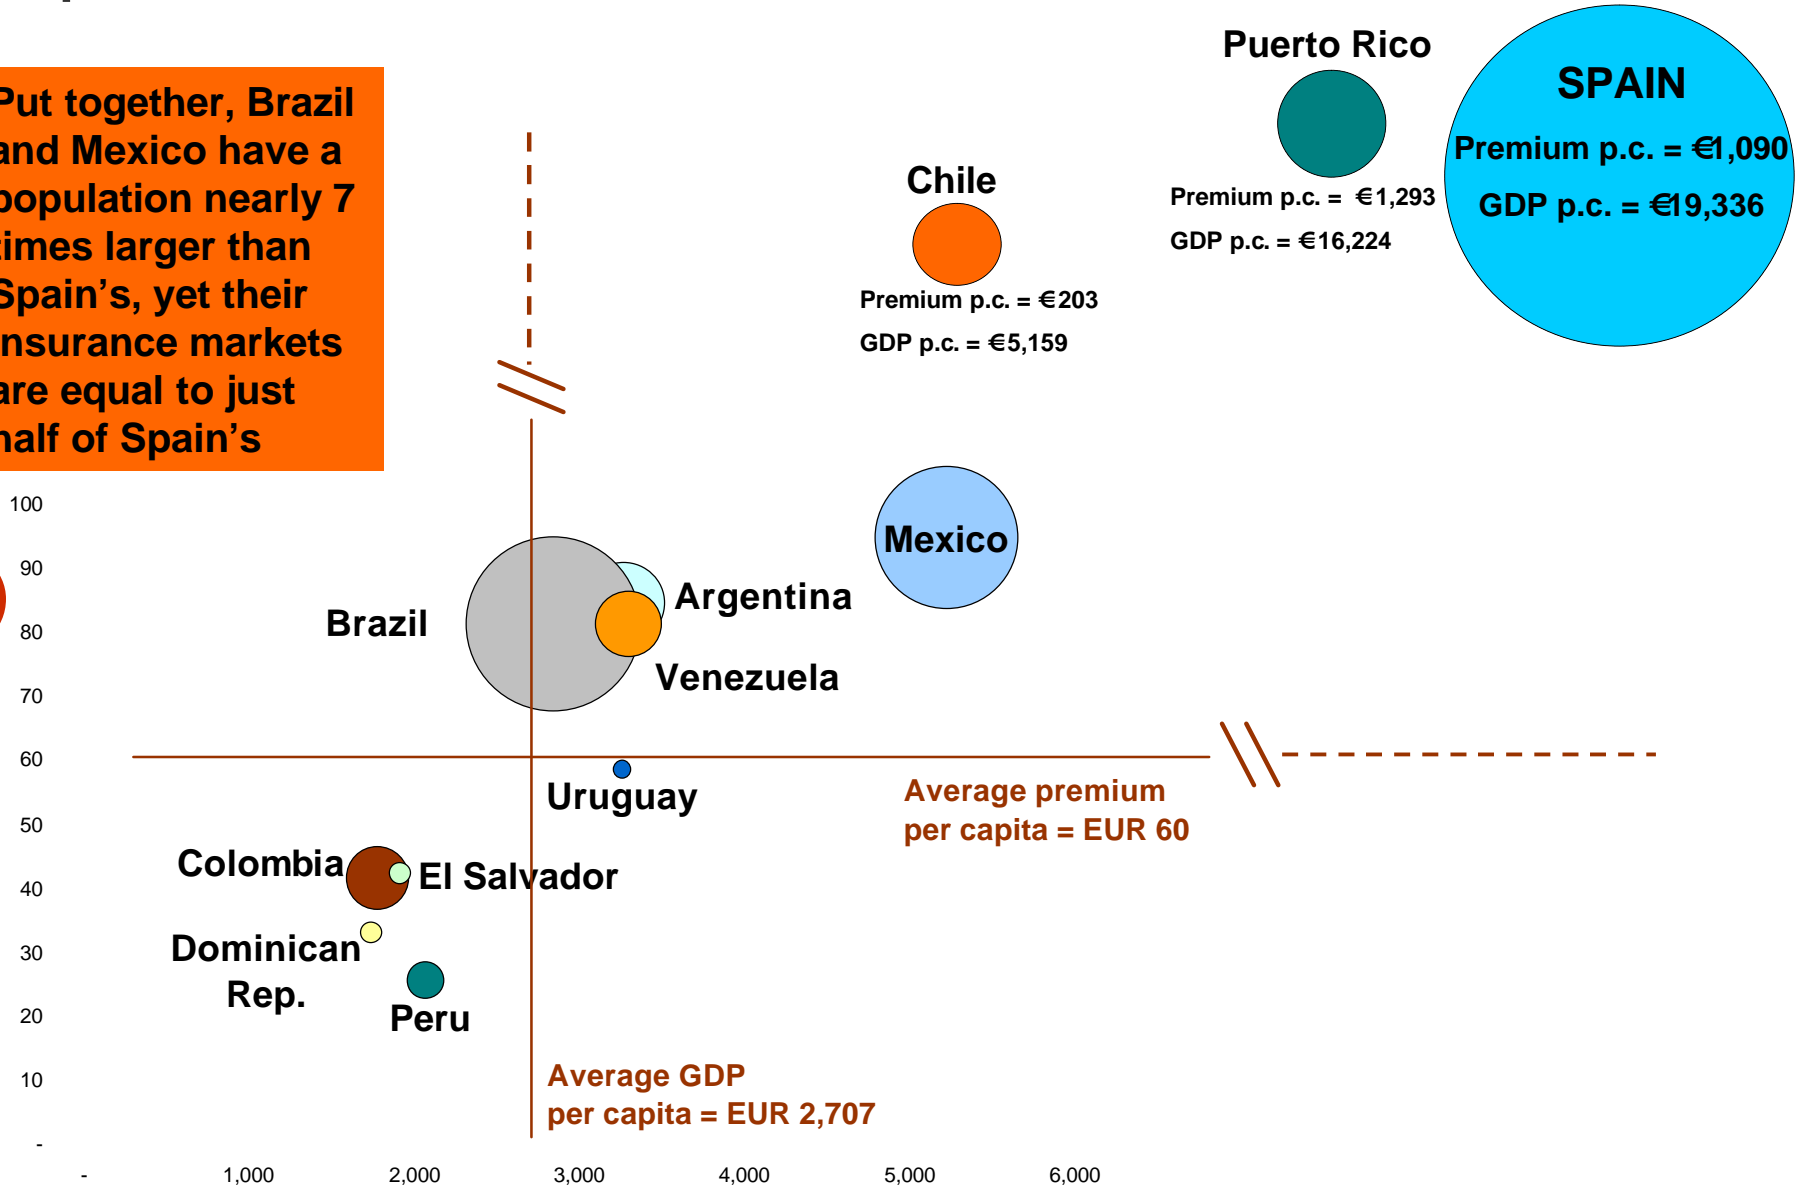 Puerto Rico
SPAIN
Premium p.c. = €1,090
GDP p.c. = €19,336
Premium p.c. = €1,293
GDP p.c. = €16,224
Put together, Brazil
and Mexico have a
population nearly 7
times larger than
Spain's, yet their
insurance markets
are equal to just
half of Spain's
Chile
Premium p.c. = €203
GDP p.c. = €5,159
100
90
80
70
60
50
40
30
20
10
-
Mexico
Argentina
Brazil
Venezuela
Uruguay
Average premium
per capita = EUR 60
Colombia
El Salvador
Dominican
Rep.
Peru
Average GDP
per capita = EUR 2,707
- 1,000 2,000 3,000 4,000 5,000 6,000